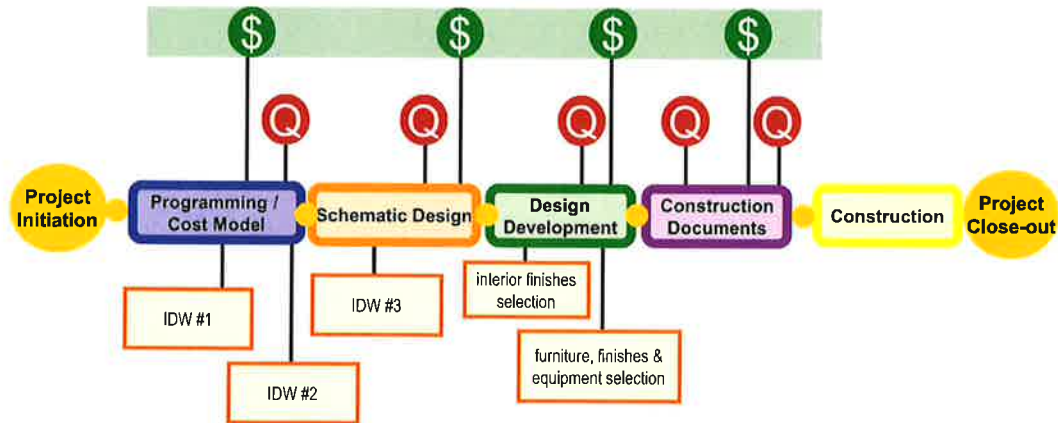 $ $ $ $
Q Q Q Q Q
Project
Initiation
Programming /
Cost Model
Schematic Design
Design
Development
Construction
Documents
Construction
Project
Close-out
IDW #1
IDW #2
IDW #3
interior finishes
selection
furniture, finishes &
equipment selection